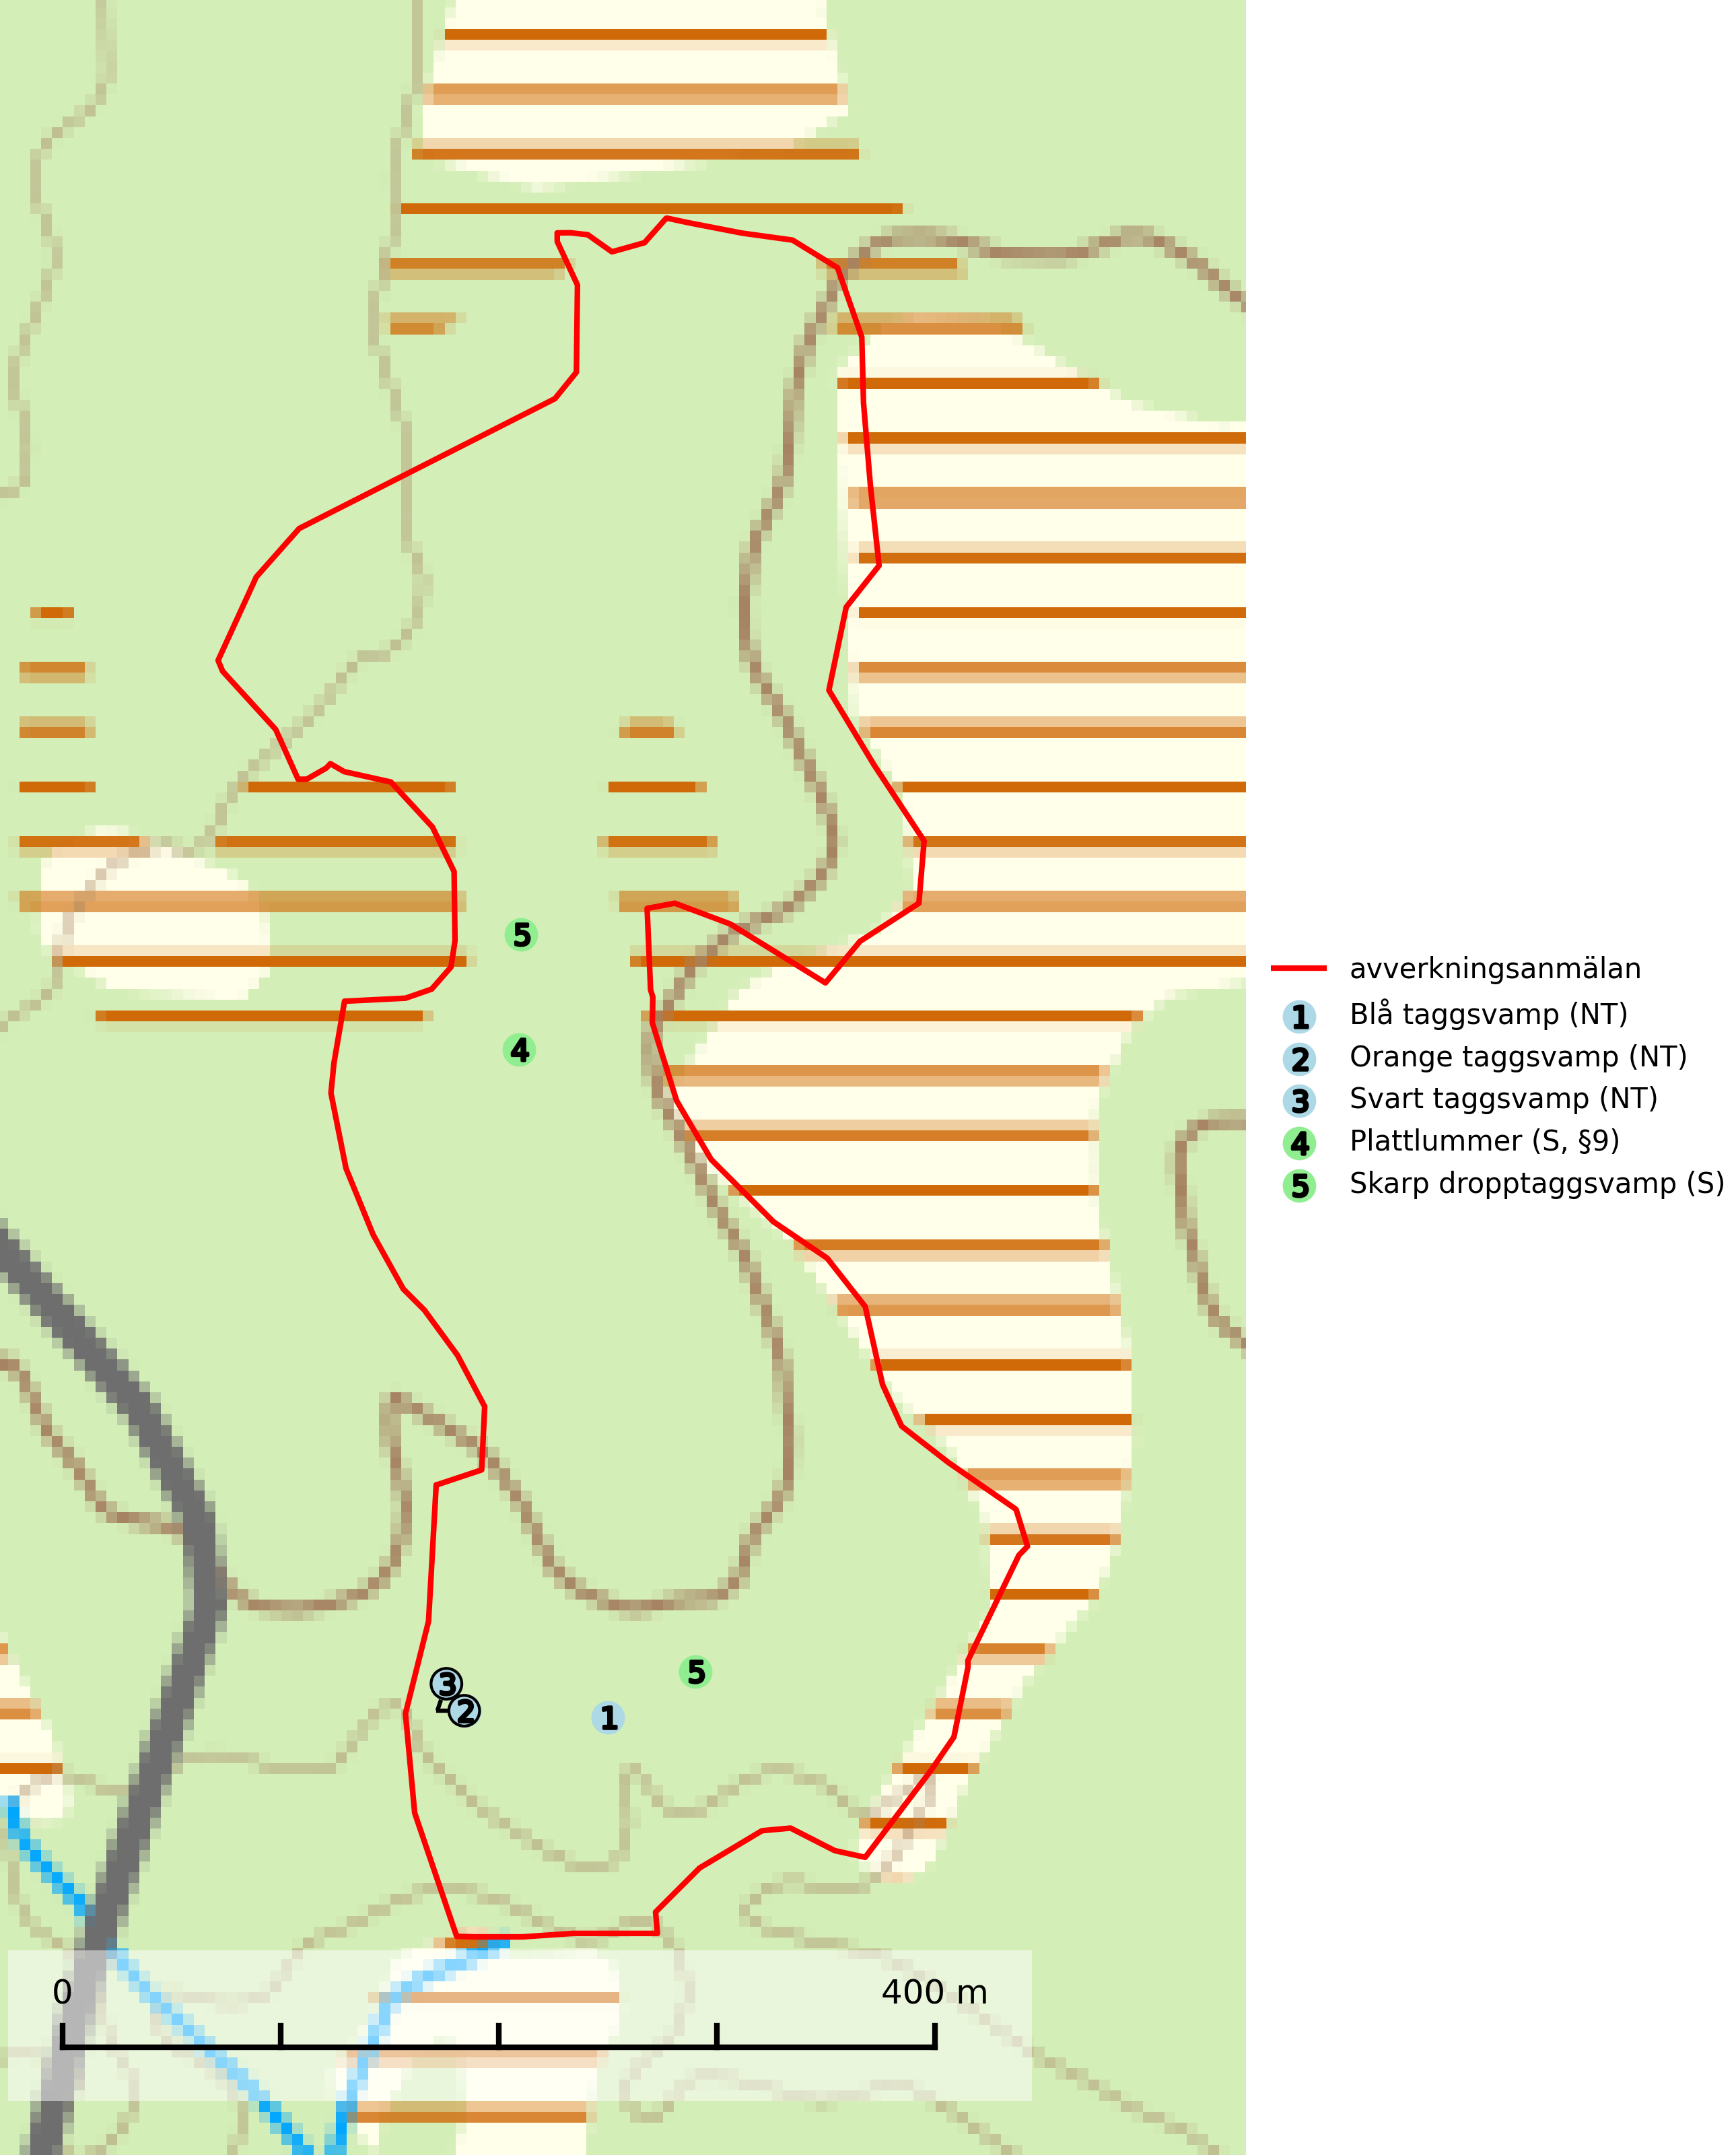 5
4
3
2
5
1
0
400 m
avverkningsanmälan
1 Blå taggsvamp (NT)
2 Orange taggsvamp (NT)
3 Svart taggsvamp (NT)
4 Plattlummer (S, §9)
5 Skarp dropptaggsvamp (S)